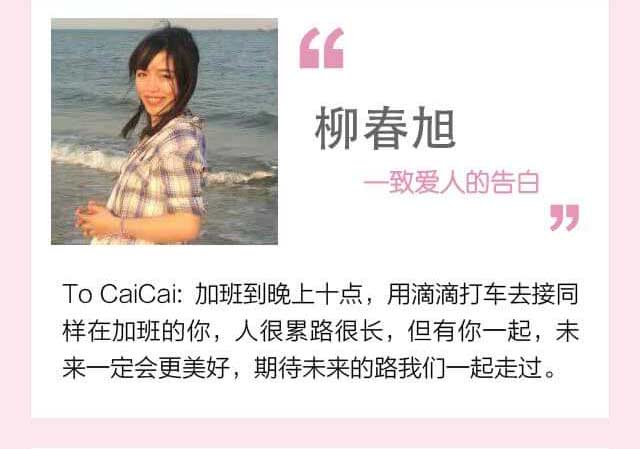 柳春旭
—致爱人的告白
To CaiCai: 加班到晚上十点，用滴滴打车去接同
样在加班的你，人很累路很长，但有你一起，未
来一定会更美好，期待未来的路我们一起走过。